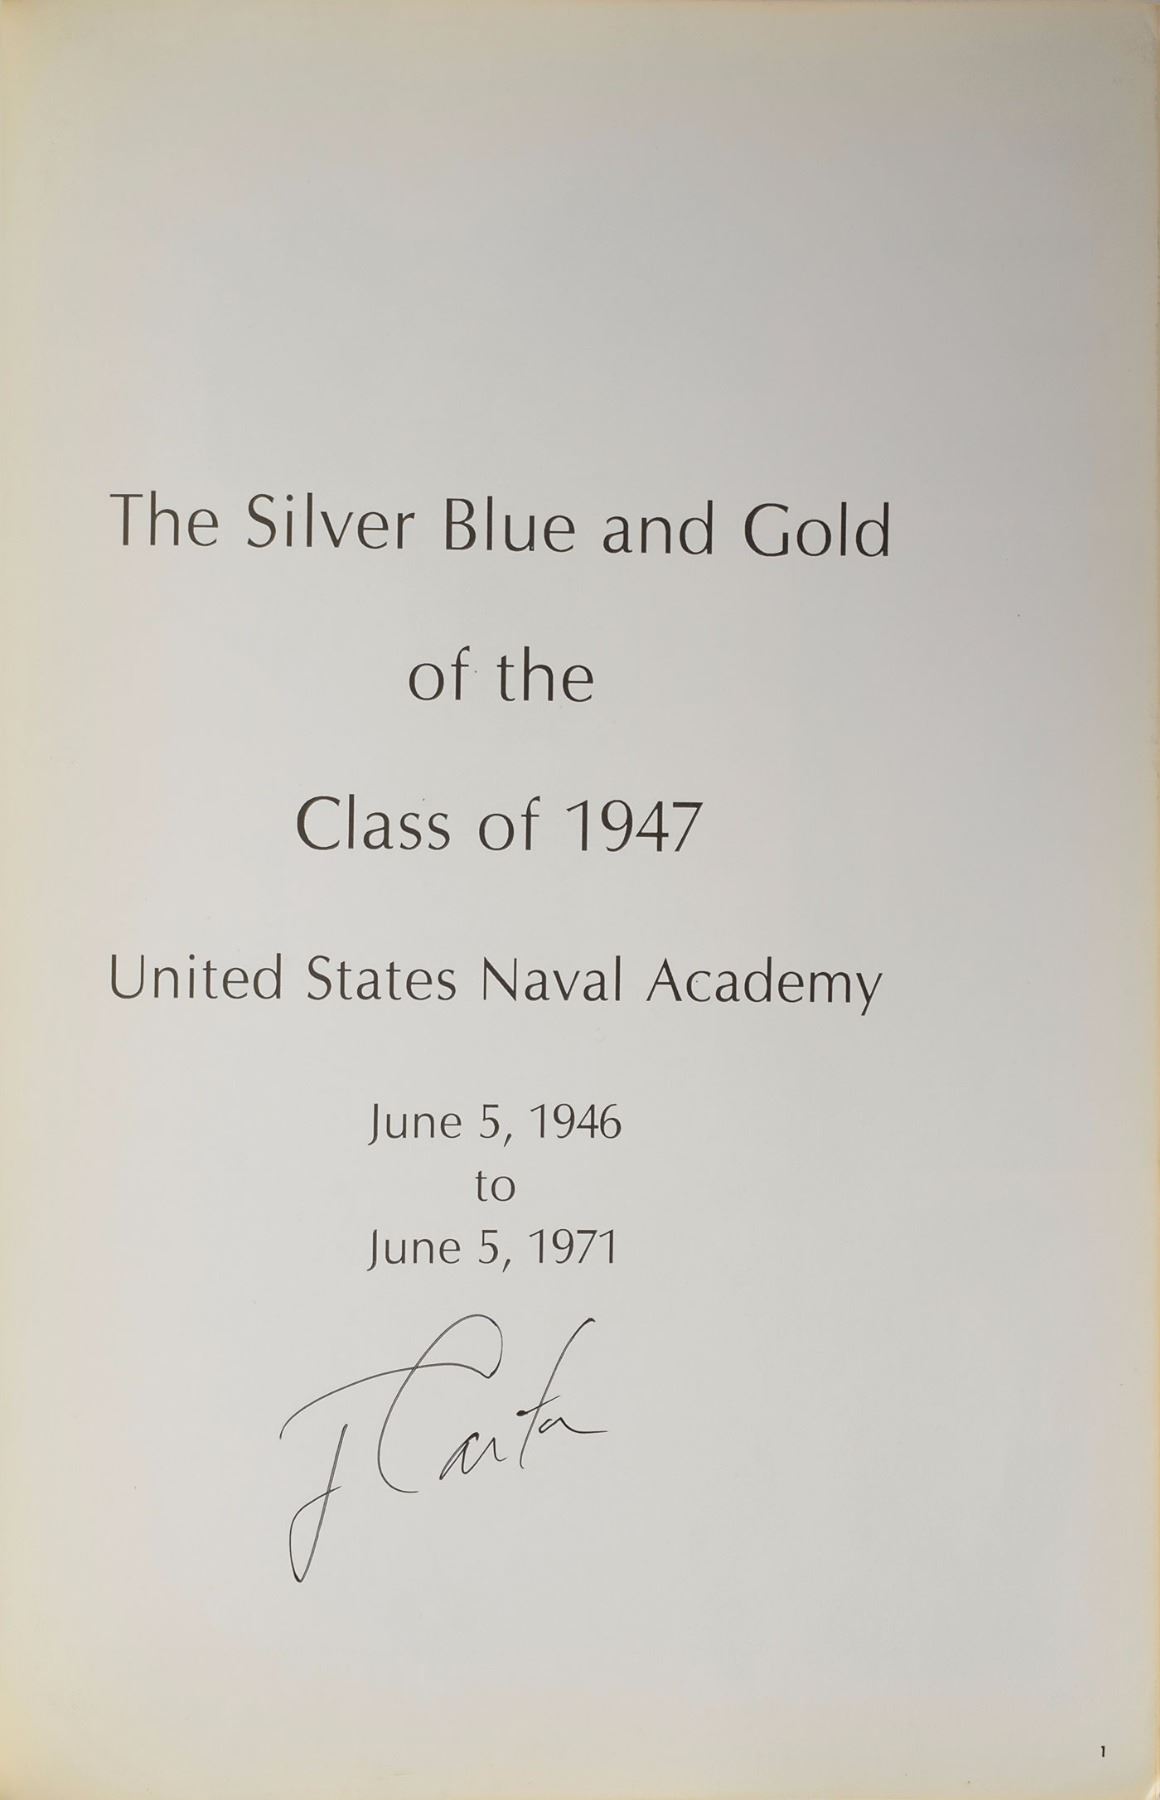 The Silver Blue and Gold
of the
Class of 1947
United States Naval Academy
June 5, 1946
to
June 5, 1971
J Carter
1